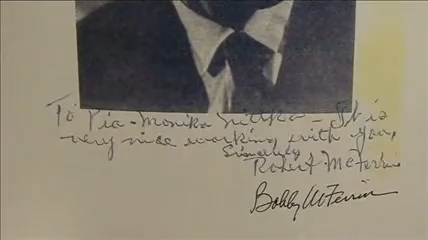 To Pia-Monika - It is
very nice working with you,
Sincerely
Robert McFerrin
Bobby McFerrin